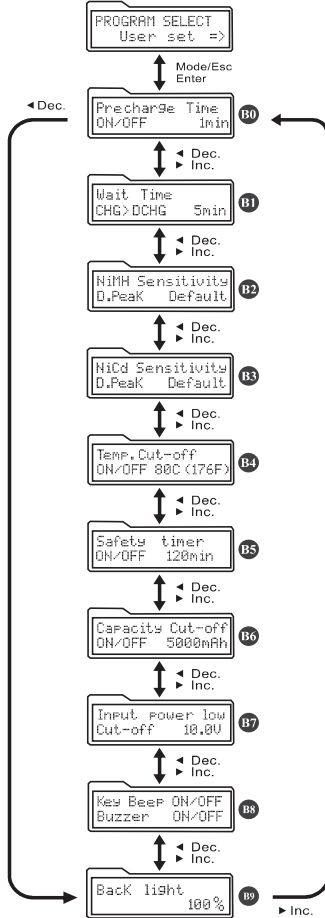 PROGRAM SELECT
User set =>
Mode/Esc
Enter
◄ Dec.
Precharge Time
ON/OFF 1min
B0
◄ Dec.
► Inc.
Wait Time
CHG>DCHG 5min
B1
◄ Dec.
► Inc.
NiMH Sensitivity
D.Peak Default
B2
◄ Dec.
► Inc.
NiCd Sensitivity
D.Peak Default
B3
◄ Dec.
► Inc.
Temp.Cut-off
ON/OFF 80C(176F)
B4
◄ Dec.
► Inc.
Safety timer
ON/OFF 120min
B5
◄ Dec.
► Inc.
Capacity Cut-off
ON/OFF 5000mAh
B6
◄ Dec.
► Inc.
Input power low
Cut-off 10.0V
B7
◄ Dec.
► Inc.
Key Beep ON/OFF
Buzzer ON/OFF
B8
◄ Dec.
► Inc.
Back light
100%
B9
► Inc.